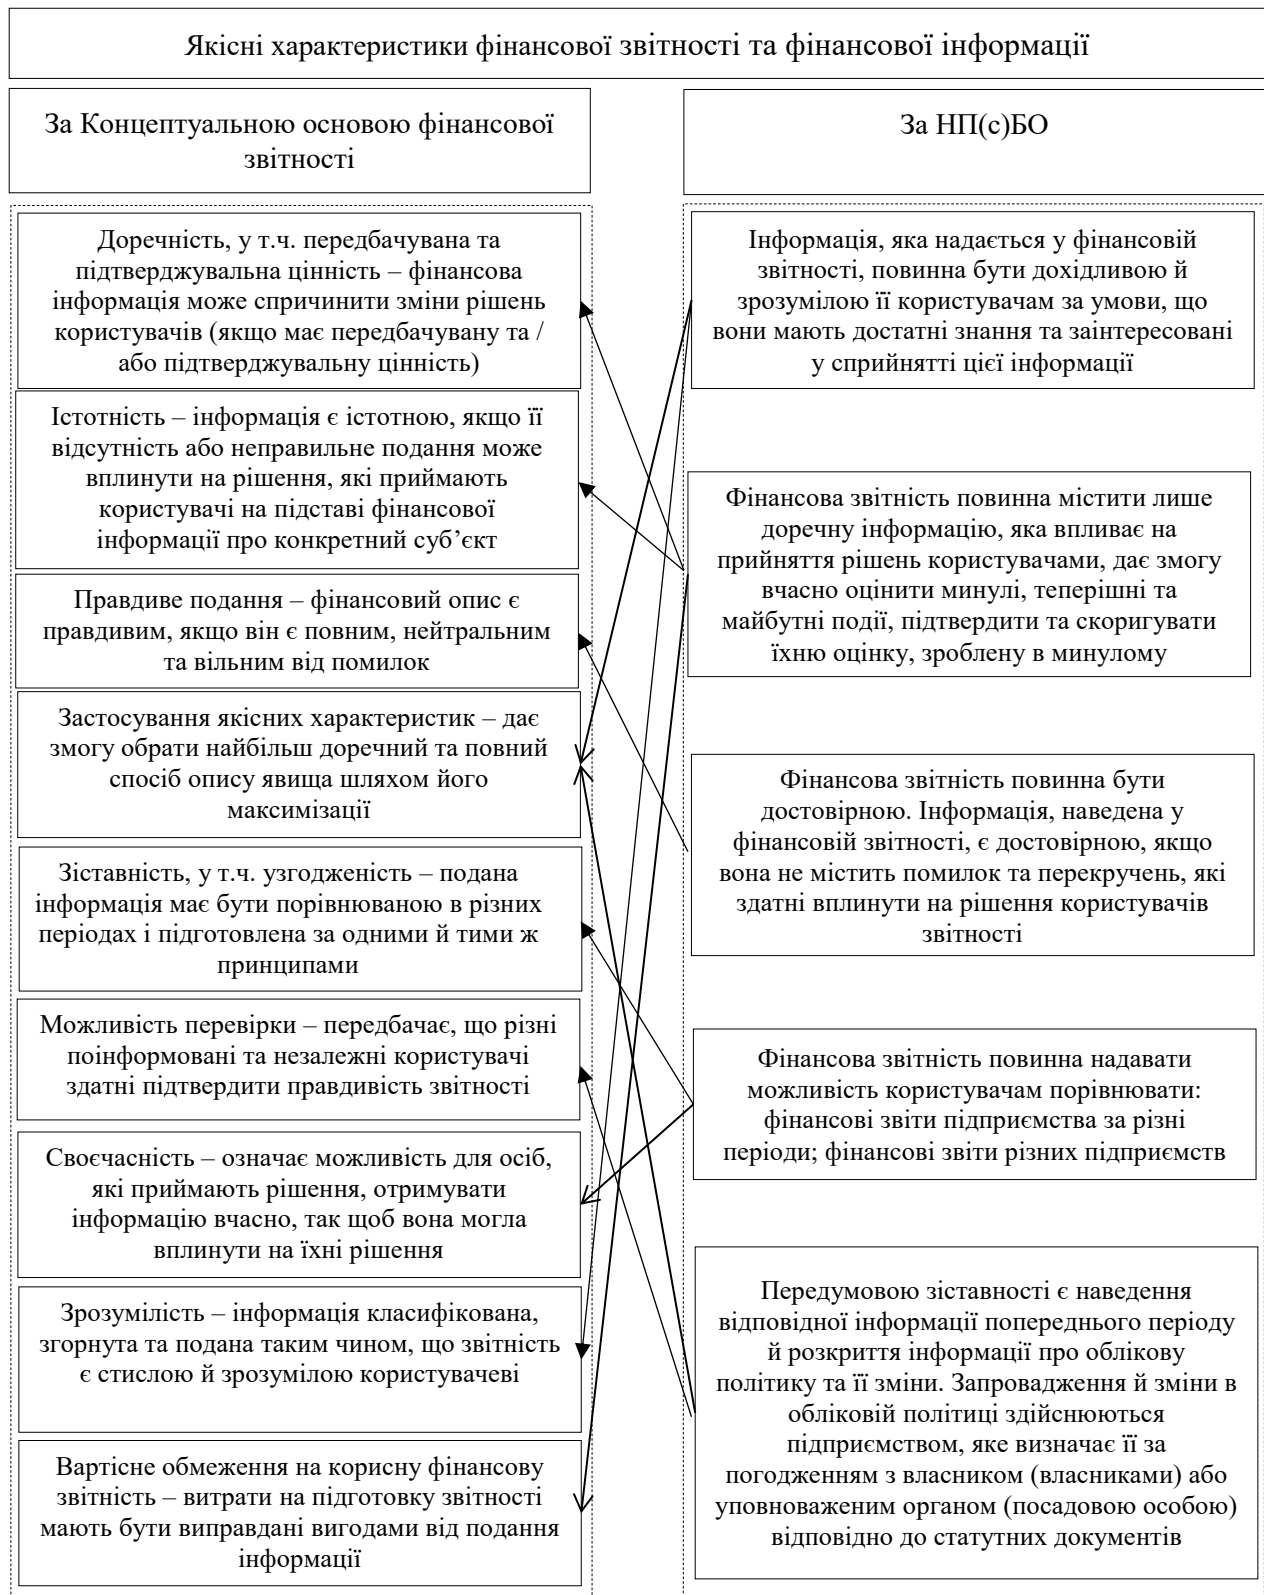 Якісні характеристики фінансової звітності та фінансової інформації
За Концептуальною основою фінансової
звітності
Доречність, у т.ч. передбачувана та
підтверджувальна цінність – фінансова
інформація може спричинити зміни рішень
користувачів (якщо має передбачувану та /
або підтверджувальну цінність)
Істотність – інформація є істотною, якщо її
відсутність або неправильне подання може
вплинути на рішення, які приймають
користувачі на підставі фінансової
інформації про конкретний суб’єкт
Правдиве подання – фінансовий опис є
правдивим, якщо він є повним, нейтральним
та вільним від помилок
Застосування якісних характеристик – дає
змогу обрати найбільш доречний та повний
спосіб опису явища шляхом його
максимізації
Зіставність, у т.ч. узгодженість – подана
інформація має бути порівнюваною в різних
періодах і підготовлена за одними й тими ж
принципами
Можливість перевірки – передбачає, що різні
поінформовані та незалежні користувачі
здатні підтвердити правдивість звітності
Своєчасність – означає можливість для осіб,
які приймають рішення, отримувати
інформацію вчасно, так щоб вона могла
вплинути на їхні рішення
Зрозумілість – інформація класифікована,
згорнута та подана таким чином, що звітність
є стислою й зрозумілою користувачеві
Вартісне обмеження на корисну фінансову
звітність – витрати на підготовку звітності
мають бути виправдані вигодами від подання
інформації
За НП(с)БО
Інформація, яка надається у фінансовій
звітності, повинна бути дохідливою й
зрозумілою її користувачам за умови, що
вони мають достатні знання та заінтересовані
у сприйнятті цієї інформації
Фінансова звітність повинна містити лише
доречну інформацію, яка впливає на
прийняття рішень користувачами, дає змогу
вчасно оцінити минулі, теперішні та
майбутні події, підтвердити та скоригувати
їхню оцінку, зроблену в минулому
Фінансова звітність повинна бути
достовірною. Інформація, наведена у
фінансовій звітності, є достовірною, якщо
вона не містить помилок та перекручень, які
здатні вплинути на рішення користувачів
звітності
Фінансова звітність повинна надавати
можливість користувачам порівнювати:
фінансові звіти підприємства за різні
періоди; фінансові звіти різних підприємств
Передумовою зіставності є наведення
відповідної інформації попереднього періоду
й розкриття інформації про облікову
політику та її зміни. Запровадження й зміни в
обліковій політиці здійснюються
підприємством, яке визначає її за
погодженням з власником (власниками) або
уповноваженим органом (посадовою особою)
відповідно до статутних документів